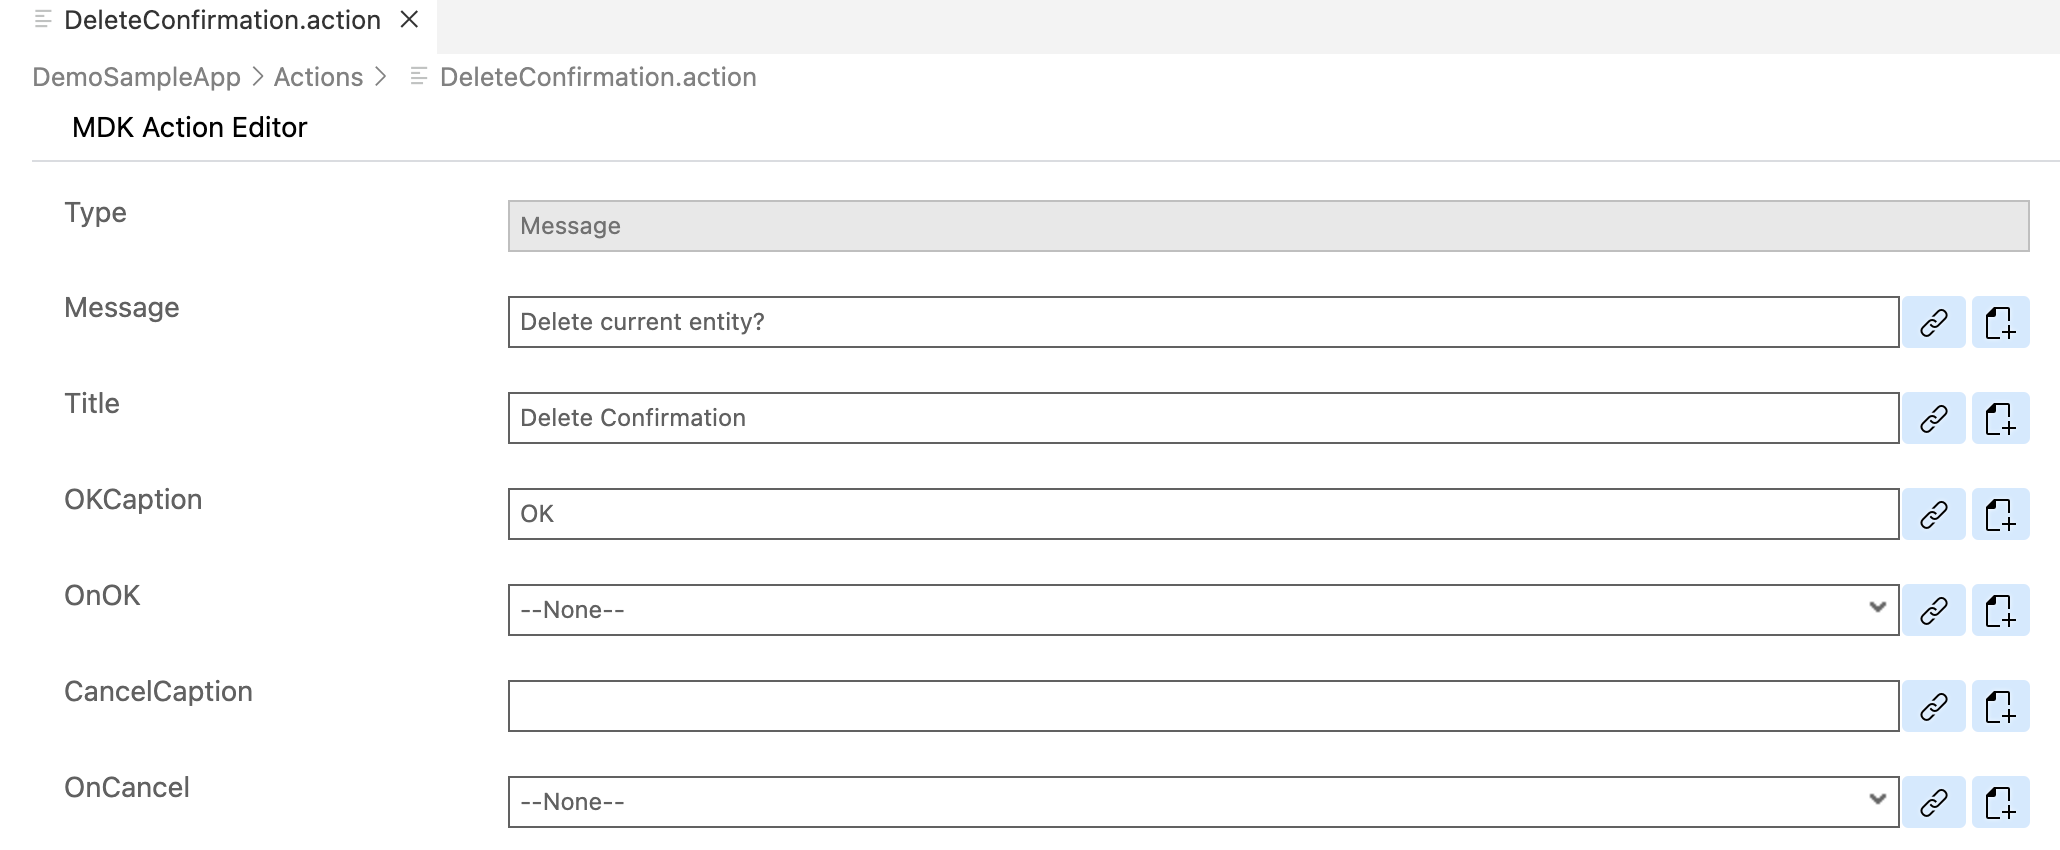 DeleteConfirmation.action
DemoSampleApp > Actions > DeleteConfirmation.action
MDK Action Editor
Type Message
Message Delete current entity?
Title Delete Confirmation
OKCaption OK
OnOK --None--
CancelCaption
OnCancel --None--